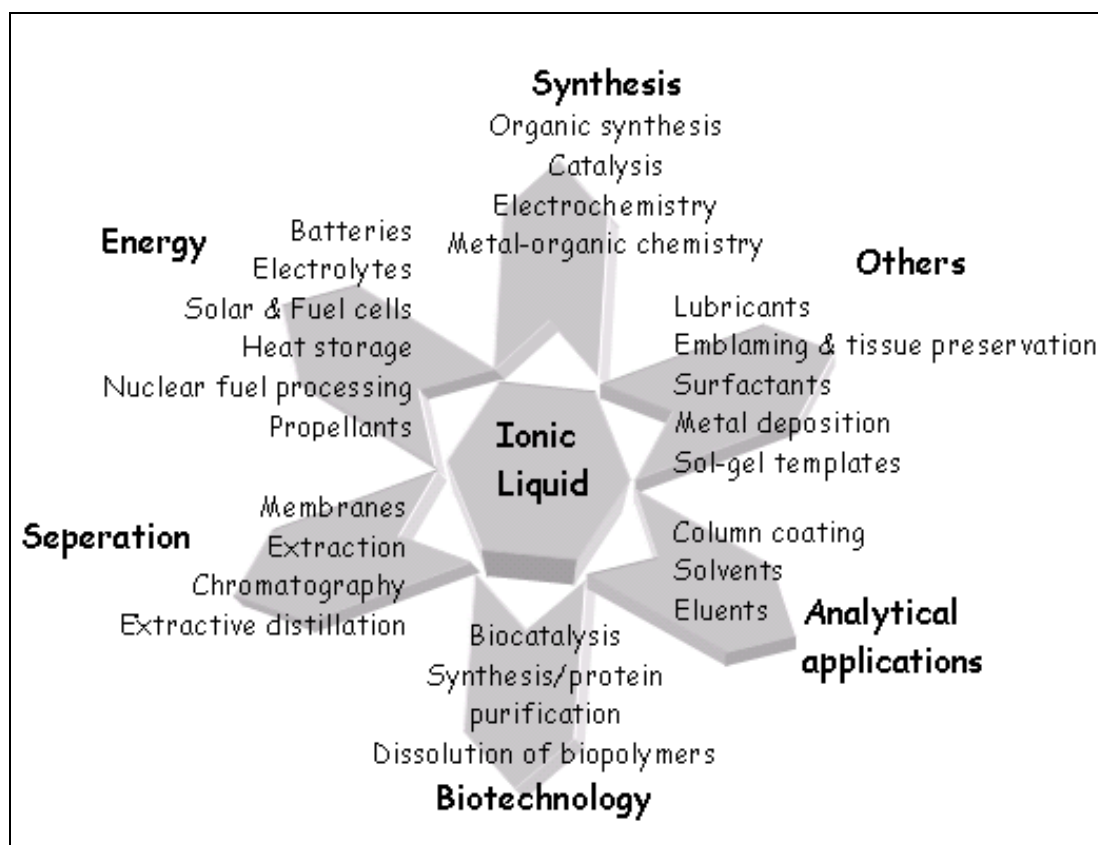 Synthesis
Organic synthesis
Catalysis
Electrochemistry
Metal-organic chemistry
Energy
Batteries
Electrolytes
Solar & Fuel cells
Heat storage
Nuclear fuel processing
Propellants
Others
Lubricants
Emblaming & tissue preservation
Surfactants
Metal deposition
Sol-gel templates
Ionic
Liquid
Seperation
Membranes
Extraction
Chromatography
Extractive distillation
Column coating
Solvents
Eluents
Analytical
applications
Biocatalysis
Synthesis/protein
purification
Dissolution of biopolymers
Biotechnology